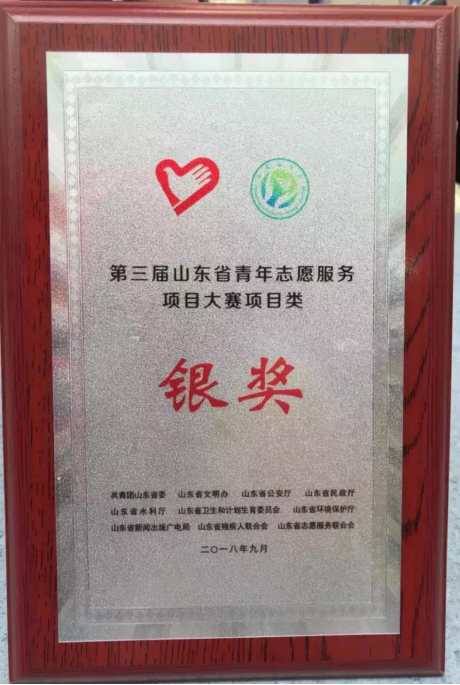 第三届山东省青年志愿服务
项目大赛项目类
银奖
共青团山东省委 山东省文明办 山东省公安厅 山东省民政厅
山东省水利厅 山东省卫生和计划生育委员会 山东省环境保护厅
山东省新闻出版广电局 山东省残疾人联合会 山东省志愿服务联合会
二〇一八年九月